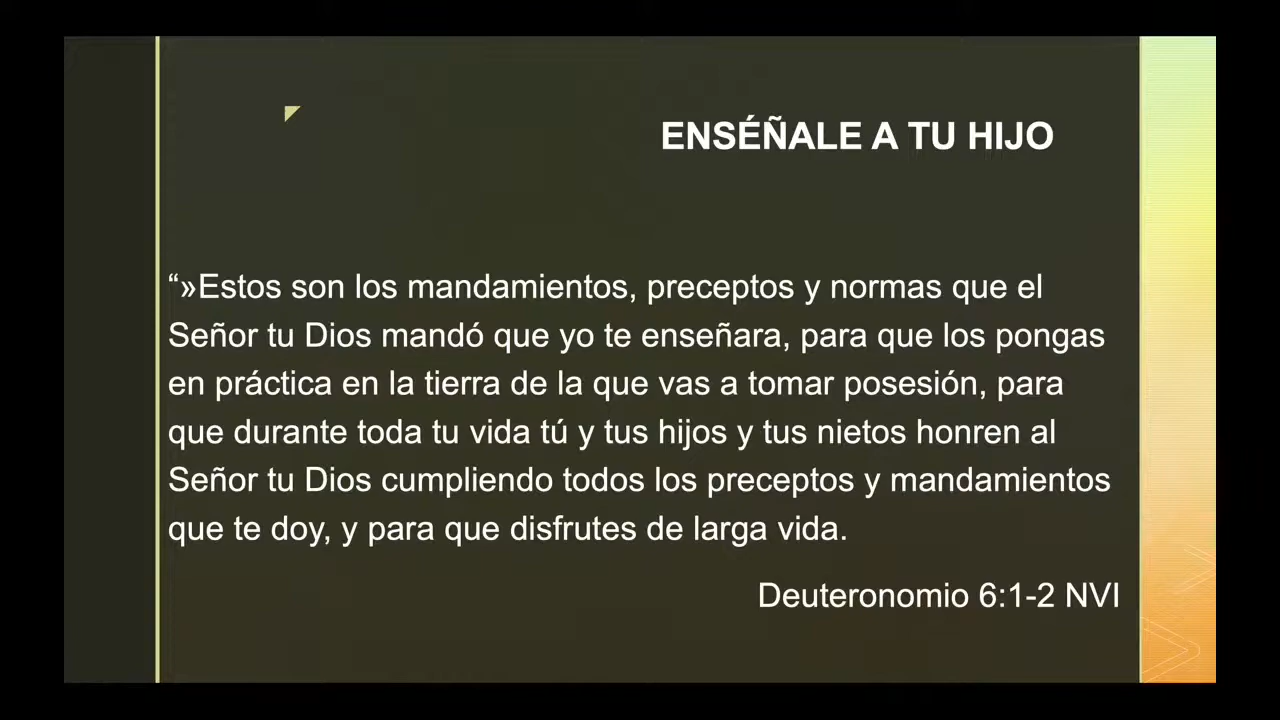 ENSÉÑALE A TU HIJO
“»Estos son los mandamientos, preceptos y normas que el
Señor tu Dios mandó que yo te enseñara, para que los pongas
en práctica en la tierra de la que vas a tomar posesión, para
que durante toda tu vida tú y tus hijos y tus nietos honren al
Señor tu Dios cumpliendo todos los preceptos y mandamientos
que te doy, y para que disfrutes de larga vida.
Deuteronomio 6:1-2 NVI